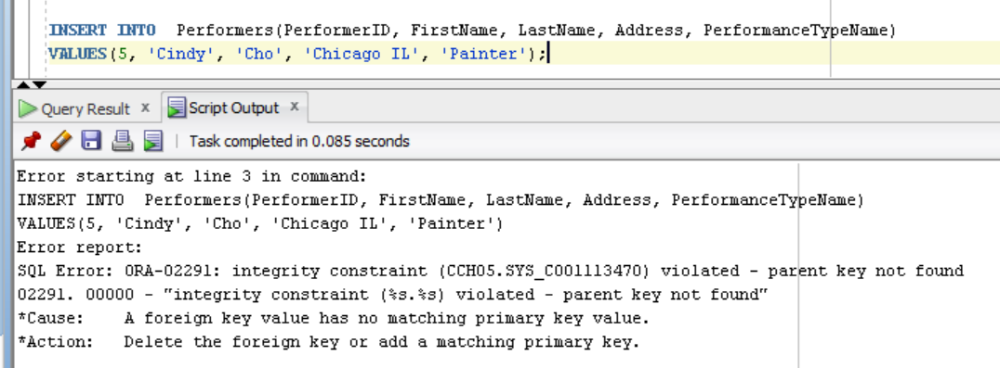 INSERT INTO  Performers(PerformerID, FirstName, LastName, Address, PerformanceTypeName)
VALUES(5, 'Cindy', 'Cho', 'Chicago IL', 'Painter');
Query Result x Script Output x
Task completed in 0.085 seconds
Error starting at line 3 in command:
INSERT INTO  Performers(PerformerID, FirstName, LastName, Address, PerformanceTypeName)
VALUES(5, 'Cindy', 'Cho', 'Chicago IL', 'Painter')
Error report:
SQL Error: ORA-02291: integrity constraint (CCH05.SYS_C001113470) violated - parent key not found
02291. 00000 - "integrity constraint (%s.%s) violated - parent key not found"
*Cause:    A foreign key value has no matching primary key value.
*Action:   Delete the foreign key or add a matching primary key.